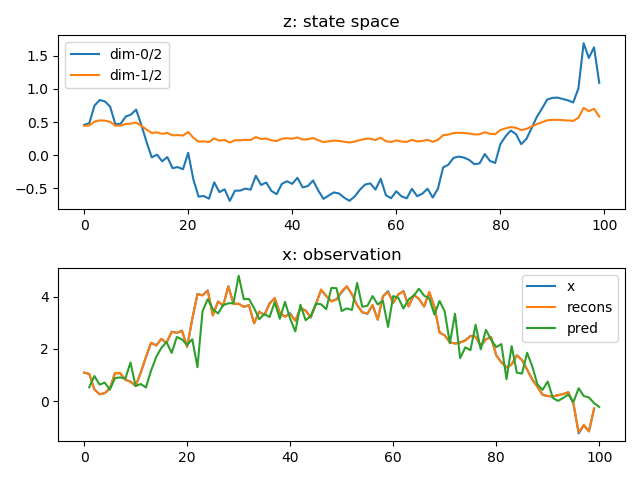 z: state space
dim-0/2
dim-1/2
1.5
1.0
0.5
0.0
−0.5
0 20 40 60 80 100
x: observation
x
recons
pred
4
2
0
0 20 40 60 80 100